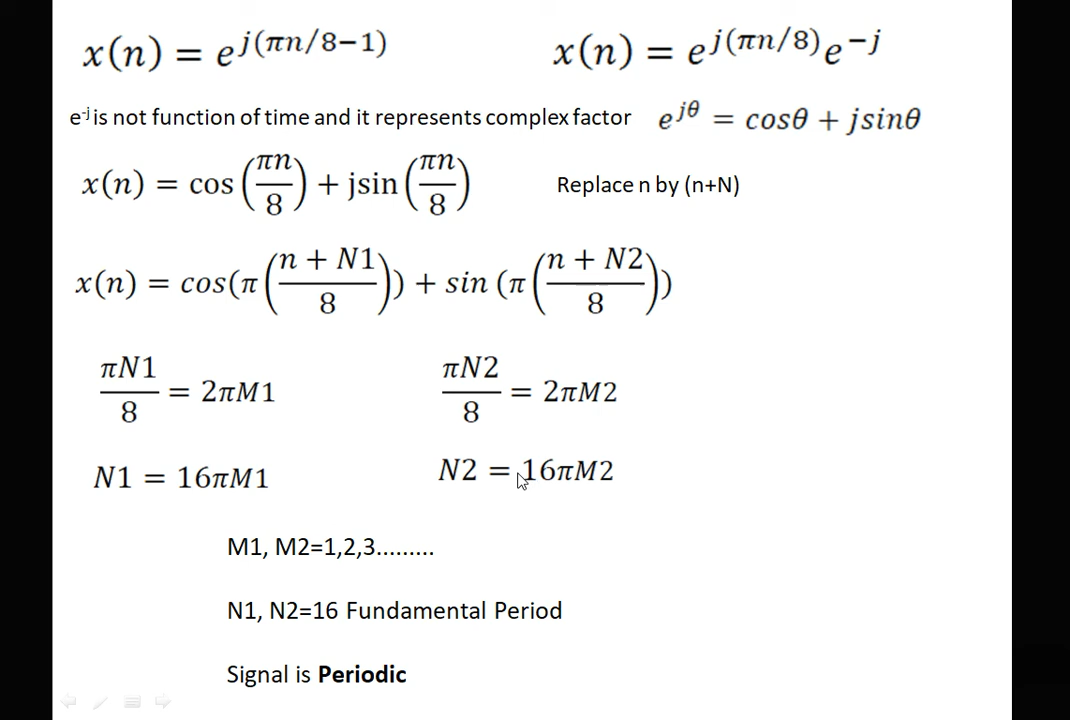 x(n) = e^{j(πn/8−1)} x(n) = e^{j(πn/8)}e^{−j}
e^{-j} is not function of time and it represents complex factor e^{jθ} = cosθ + jsinθ
x(n) = cos(πn/8) + jsin(πn/8) Replace n by (n+N)
x(n) = cos(π((n + N1)/8)) + sin (π((n + N2)/8))
πN1/8 = 2πM1 πN2/8 = 2πM2
N1 = 16πM1 N2 = 16πM2
M1, M2=1,2,3.........
N1, N2=16 Fundamental Period
Signal is Periodic